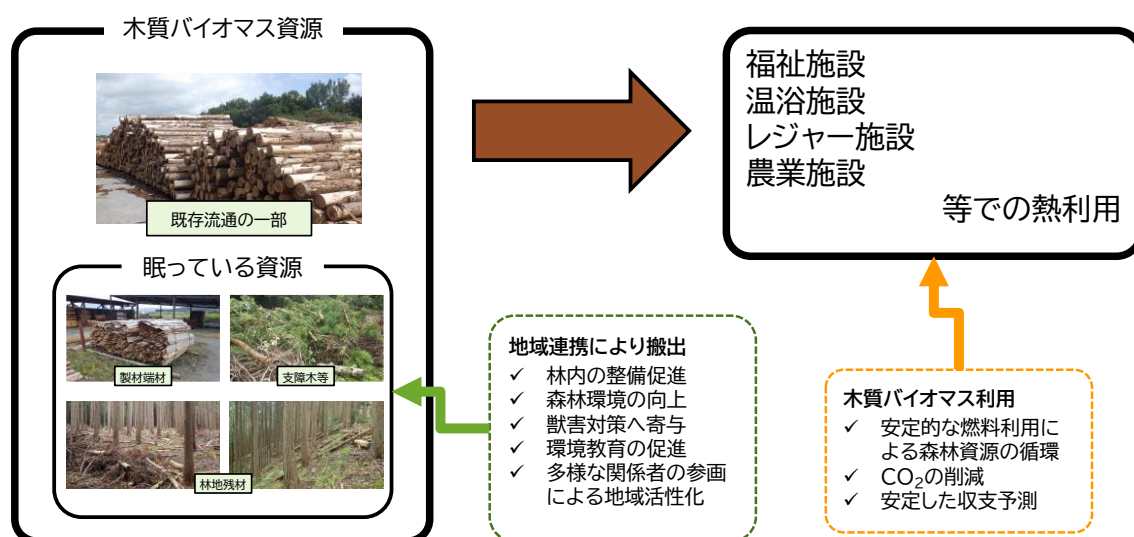 木質バイオマス資源
既存流通の一部
眠っている資源
製材端材
支障木等
林地残材
地域連携により搬出
✓ 林内の整備促進
✓ 森林環境の向上
✓ 獣害対策へ寄与
✓ 環境教育の促進
✓ 多様な関係者の参画
による地域活性化
福祉施設
温浴施設
レジャー施設
農業施設
等での熱利用
木質バイオマス利用
✓ 安定的な燃料利用に
よる森林資源の循環
✓ CO₂の削減
✓ 安定した収支予測